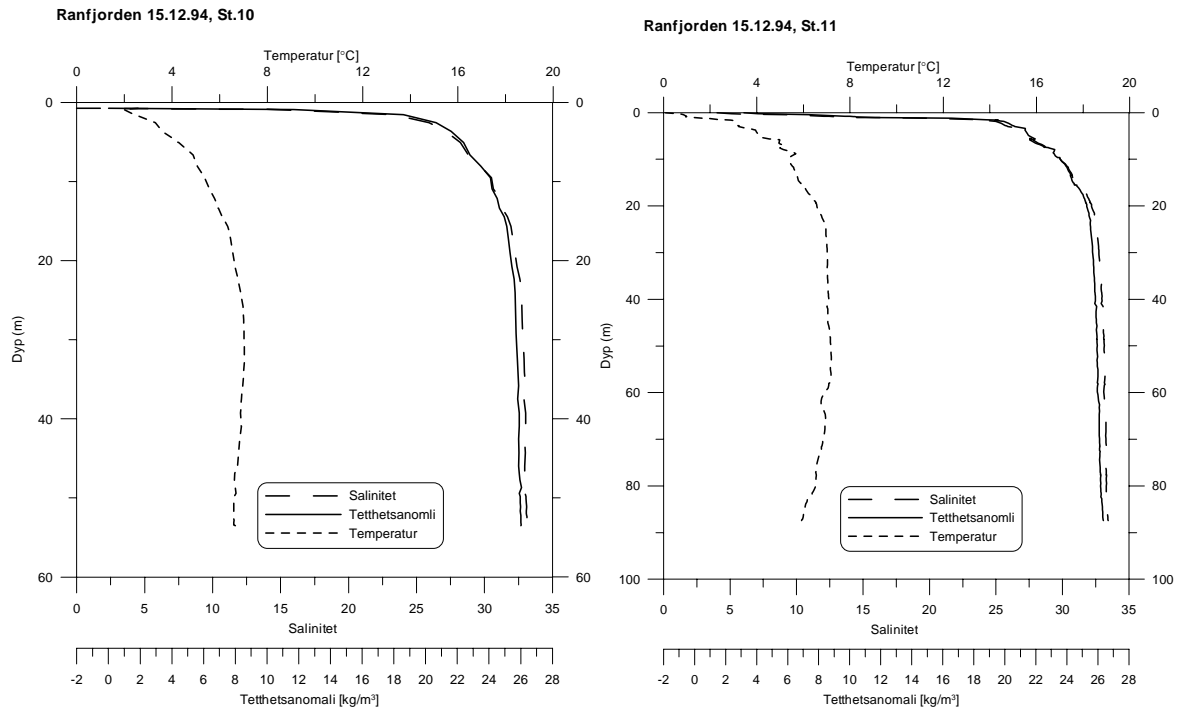 Ranfjorden 15.12.94, St.10
Temperatur [°C]
0 4 8 12 16 20
0 20 40 60
Dyp (m)
0 20 40 60
Salinitet
Tetthetsanomli
Temperatur
0 5 10 15 20 25 30 35
Salinitet
-2 0 2 4 6 8 10 12 14 16 18 20 22 24 26 28
Tetthetsanomali [kg/m³]
Ranfjorden 15.12.94, St.11
Temperatur [°C]
0 4 8 12 16 20
0 20 40 60 80 100
Dyp (m)
0 20 40 60 80 100
Salinitet
Tetthetsanomli
Temperatur
0 5 10 15 20 25 30 35
Salinitet
-2 0 2 4 6 8 10 12 14 16 18 20 22 24 26 28
Tetthetsanomali [kg/m³]